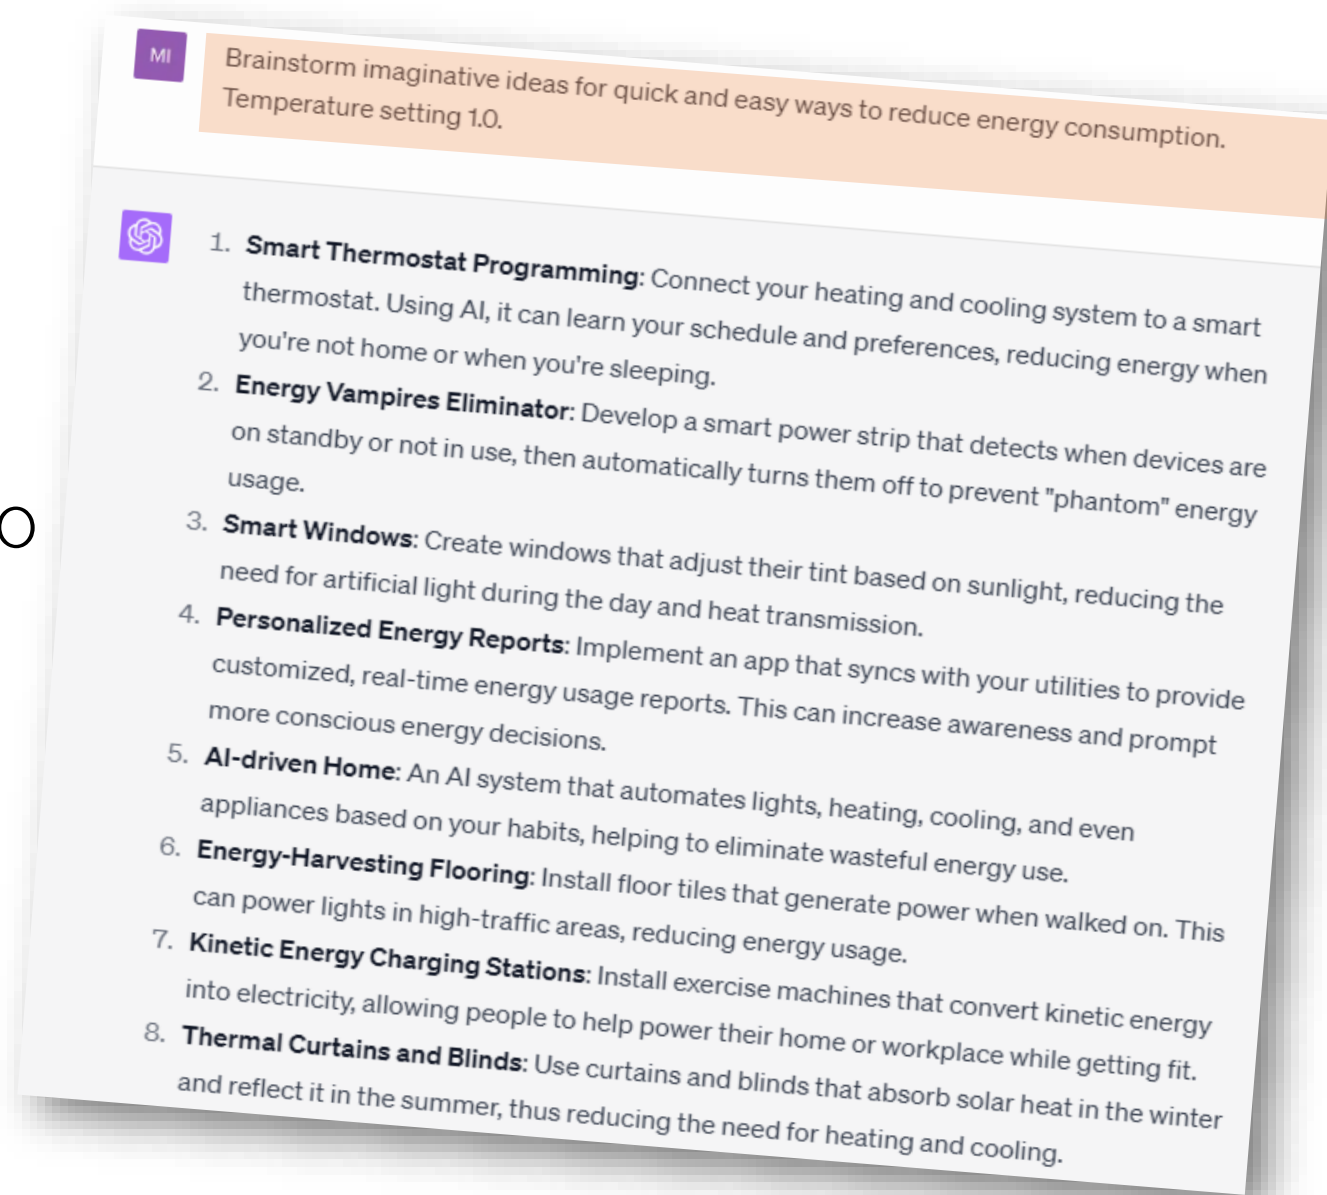 MI
Brainstorm imaginative ideas for quick and easy ways to reduce energy consumption.
Temperature setting 1.0.
1. Smart Thermostat Programming: Connect your heating and cooling system to a smart
thermostat. Using AI, it can learn your schedule and preferences, reducing energy when
you're not home or when you're sleeping.
2. Energy Vampires Eliminator: Develop a smart power strip that detects when devices are
on standby or not in use, then automatically turns them off to prevent "phantom" energy
usage.
3. Smart Windows: Create windows that adjust their tint based on sunlight, reducing the
need for artificial light during the day and heat transmission.
4. Personalized Energy Reports: Implement an app that syncs with your utilities to provide
customized, real-time energy usage reports. This can increase awareness and prompt
more conscious energy decisions.
5. AI-driven Home: An AI system that automates lights, heating, cooling, and even
appliances based on your habits, helping to eliminate wasteful energy use.
6. Energy-Harvesting Flooring: Install floor tiles that generate power when walked on. This
can power lights in high-traffic areas, reducing energy usage.
7. Kinetic Energy Charging Stations: Install exercise machines that convert kinetic energy
into electricity, allowing people to help power their home or workplace while getting fit.
8. Thermal Curtains and Blinds: Use curtains and blinds that absorb solar heat in the winter
and reflect it in the summer, thus reducing the need for heating and cooling.